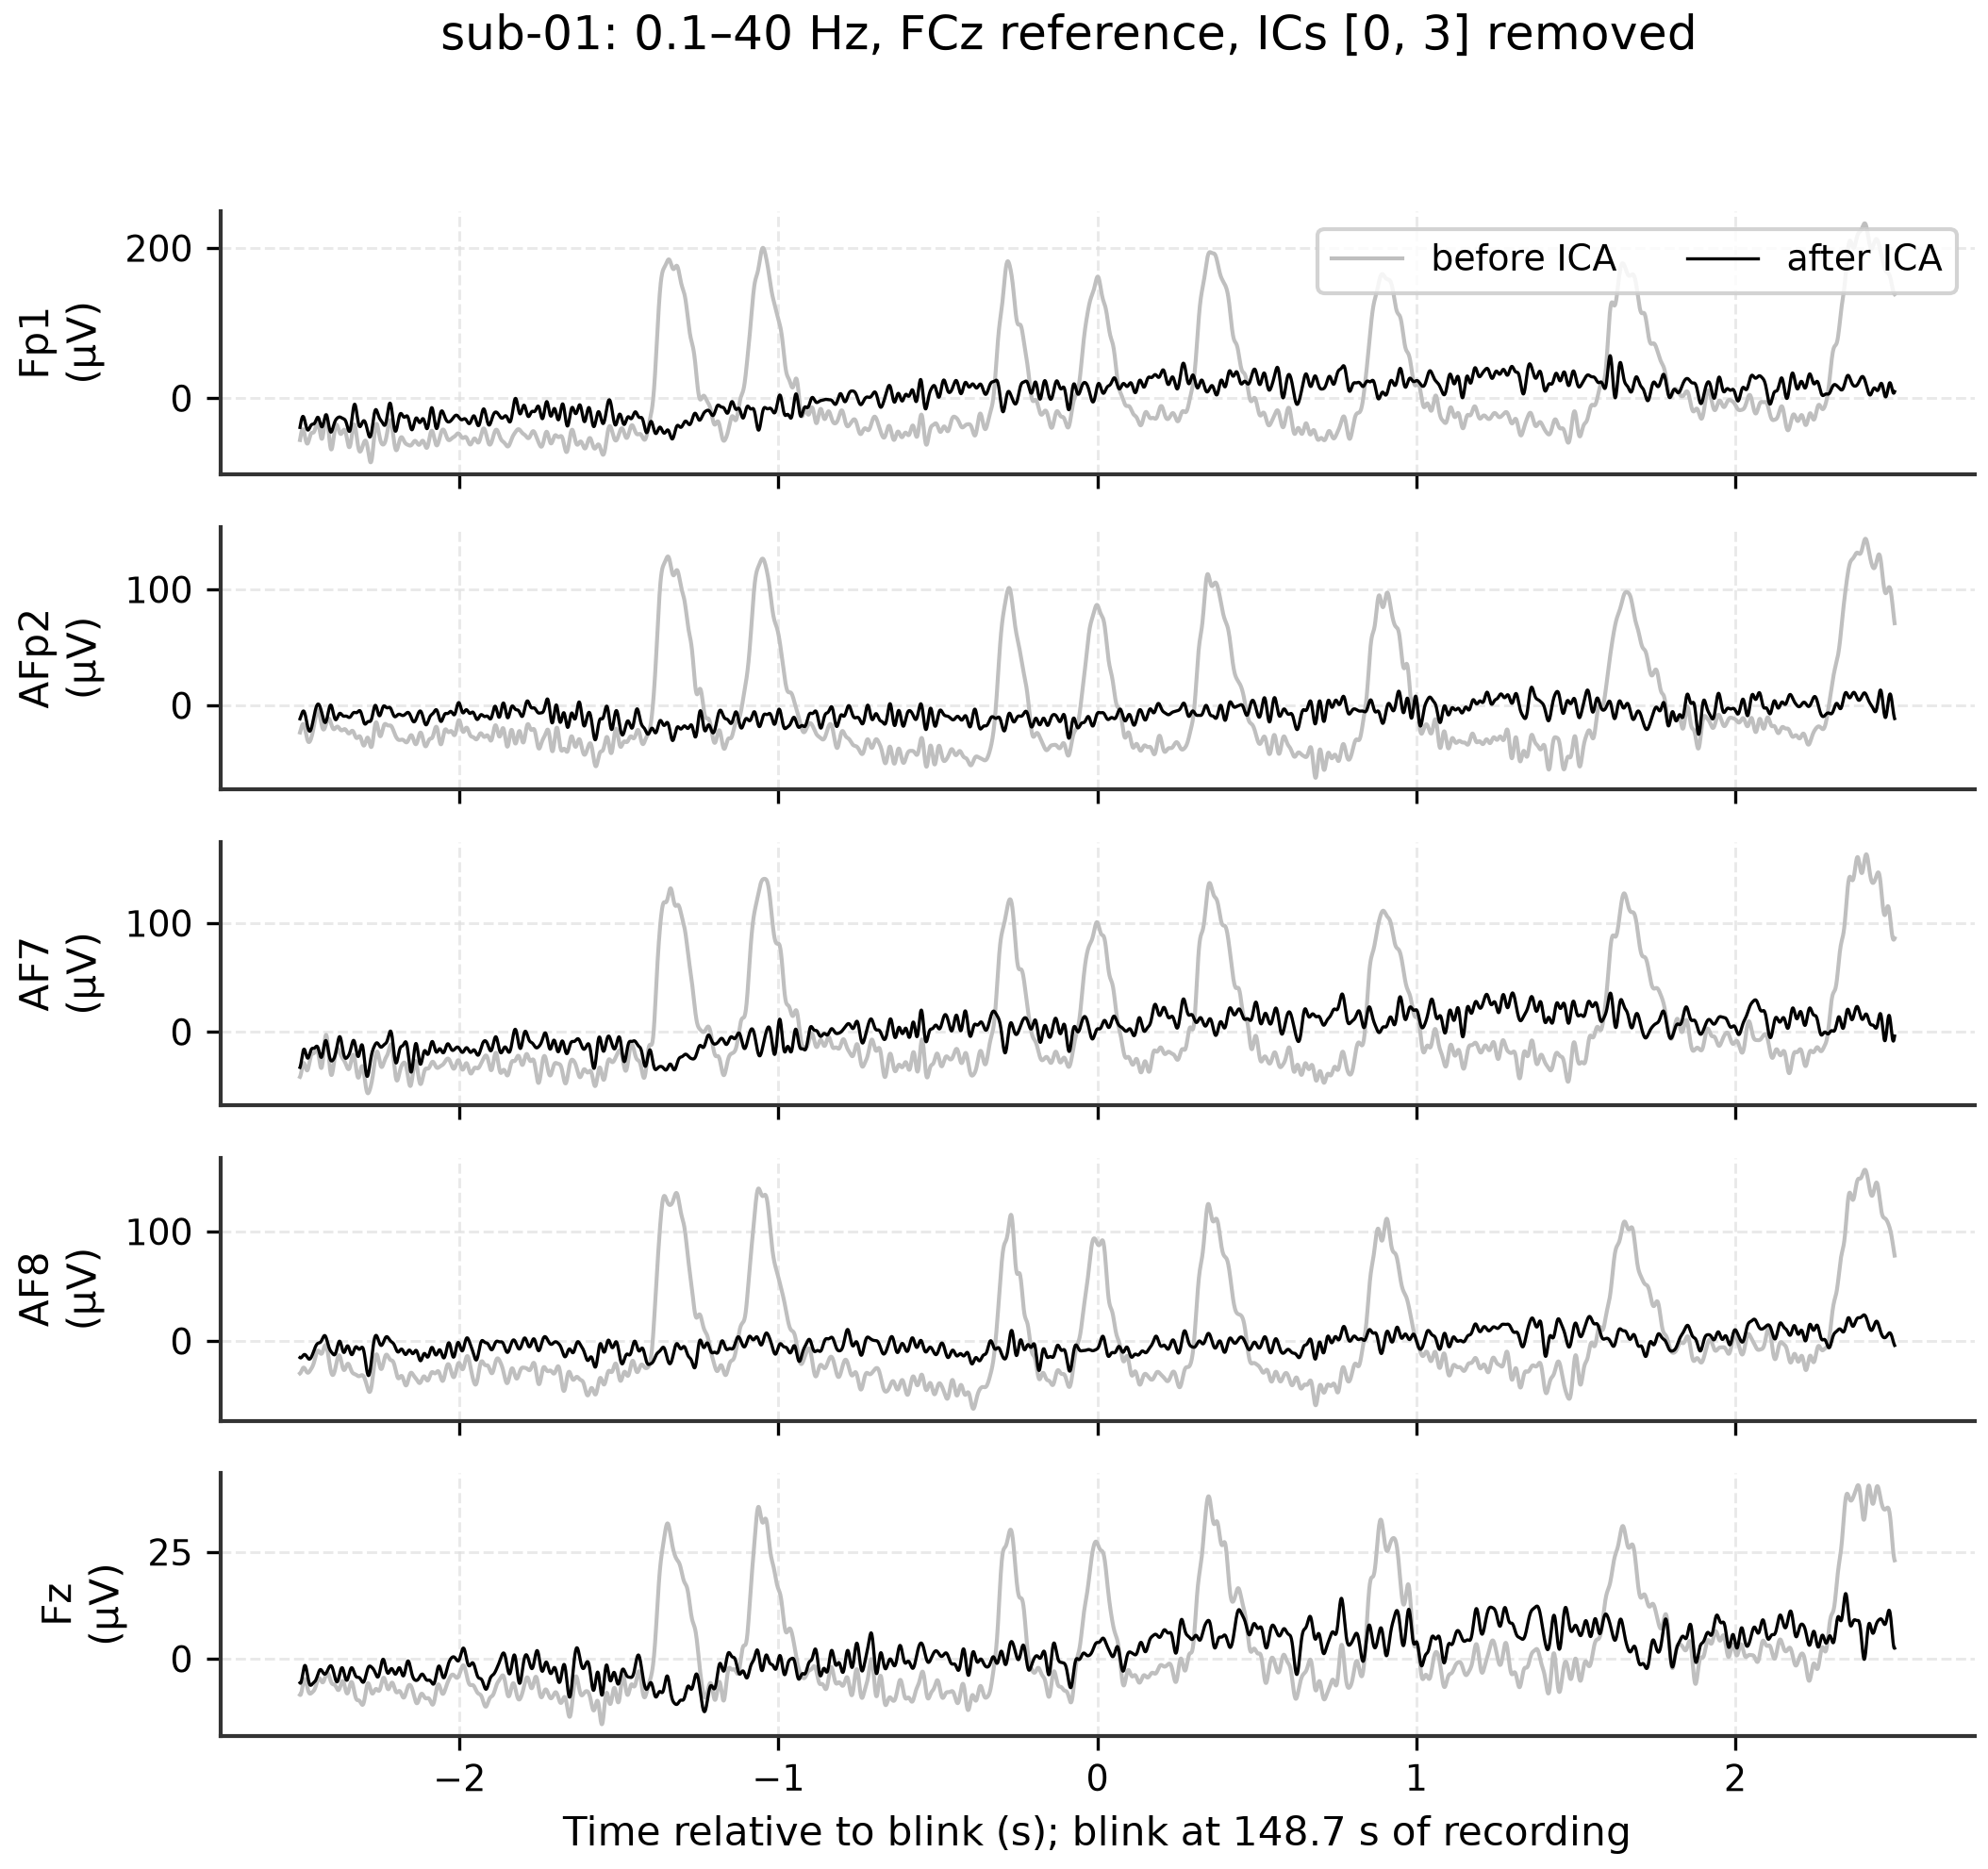 sub-01: 0.1–40 Hz, FCz reference, ICs [0, 3] removed
before ICA
after ICA
Fp1
(µV)
200
0
AFp2
(µV)
100
0
AF7
(µV)
100
0
AF8
(µV)
100
0
Fz
(µV)
25
0
−2
−1
0
1
2
Time relative to blink (s); blink at 148.7 s of recording